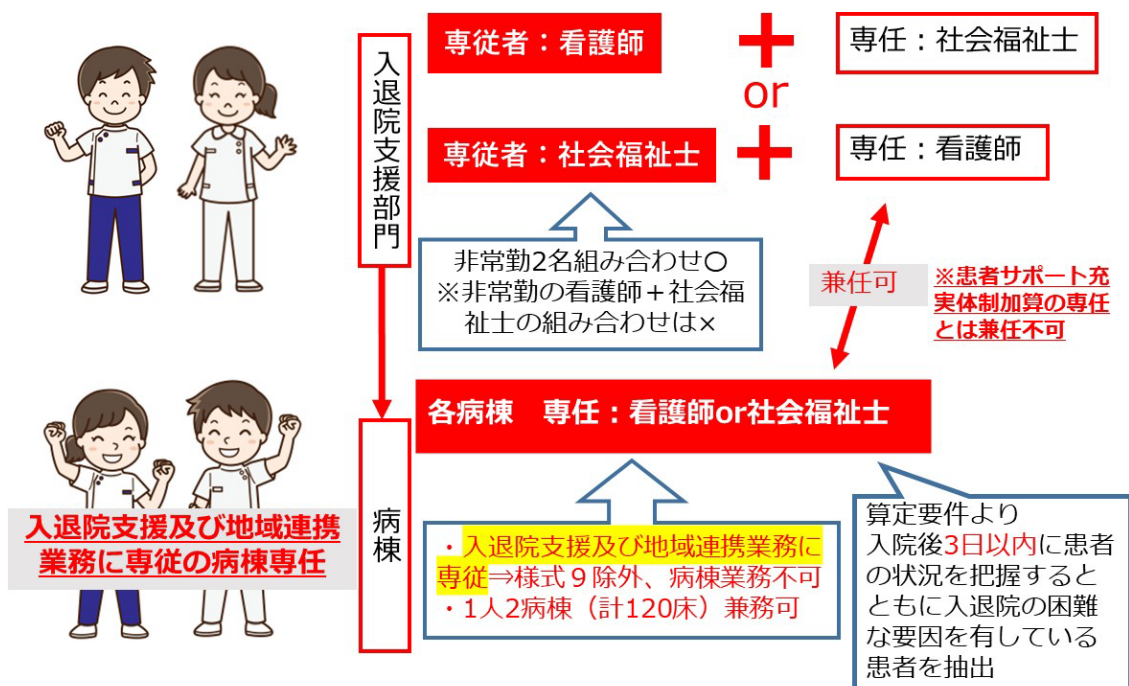 入退院支援部門
専従者：看護師
+
専任：社会福祉士
or
専従者：社会福祉士
+
専任：看護師
非常勤2名組み合わせ〇
※非常勤の看護師＋社会福
祉士の組み合わせは×
兼任可
※患者サポート充
実体制加算の専任
とは兼任不可
各病棟　専任：看護師or社会福祉士
入退院支援及び地域連携
業務に専従の病棟専任
病棟
・入退院支援及び地域連携業務に
専従⇒様式９除外、病棟業務不可
・1人2病棟（計120床）兼務可
算定要件より
入院後3日以内に患者
の状況を把握すると
ともに入退院の困難
な要因を有している
患者を抽出